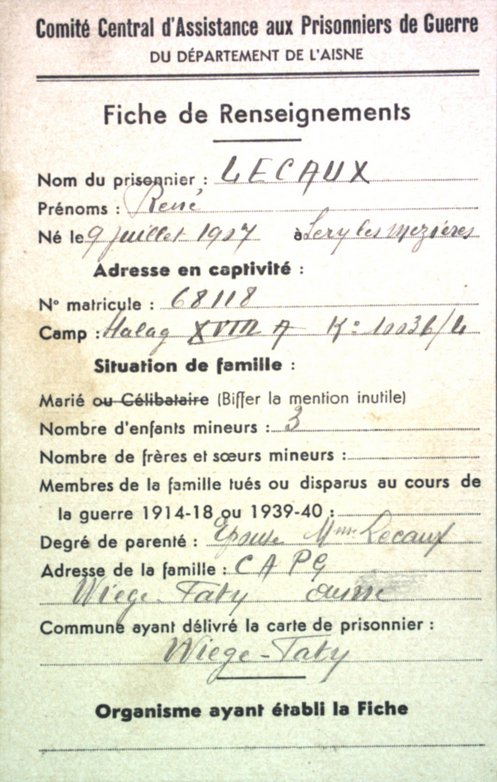 Comité Central d'Assistance aux Prisonniers de Guerre
DU DÉPARTEMENT DE L'AISNE
Fiche de Renseignements
Nom du prisonnier : LECAUX
Prénoms : René
Né le 9 juillet 1907 à Sery les mezières
Adresse en captivité :
N° matricule : 68118
Camp : Stalag XVIII A K: 10036/L
Situation de famille :
Marié ou Célibataire (Biffer la mention inutile)
Nombre d'enfants mineurs : 3
Nombre de frères et sœurs mineurs :
Membres de la famille tués ou disparus au cours de
la guerre 1914-18 ou 1939-40 :
Degré de parenté : Epouse Mme Lecaux
Adresse de la famille : CAPG
Wiège-Faty aisne
Commune ayant délivré la carte de prisonnier :
Wiège-Faty
Organisme ayant établi la Fiche